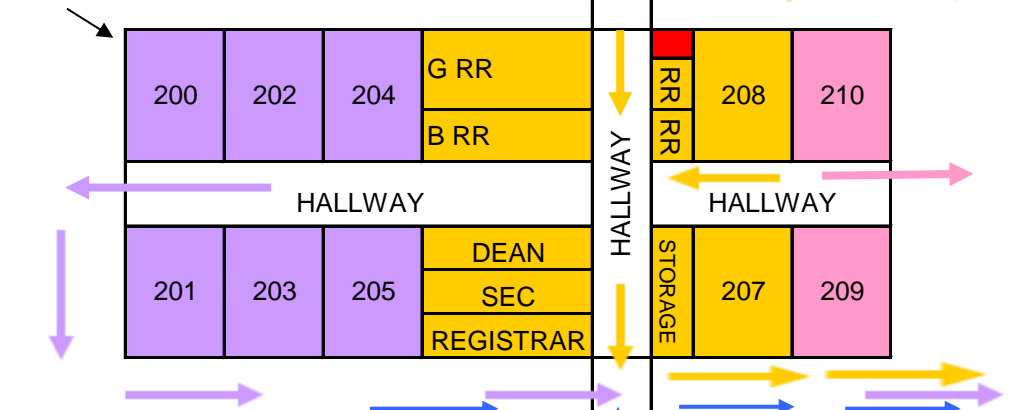 200
202
204
G RR
B RR
RR
RR
208
210
HALLWAY
HALLWAY
HALLWAY
201
203
205
DEAN
SEC
REGISTRAR
STORAGE
207
209